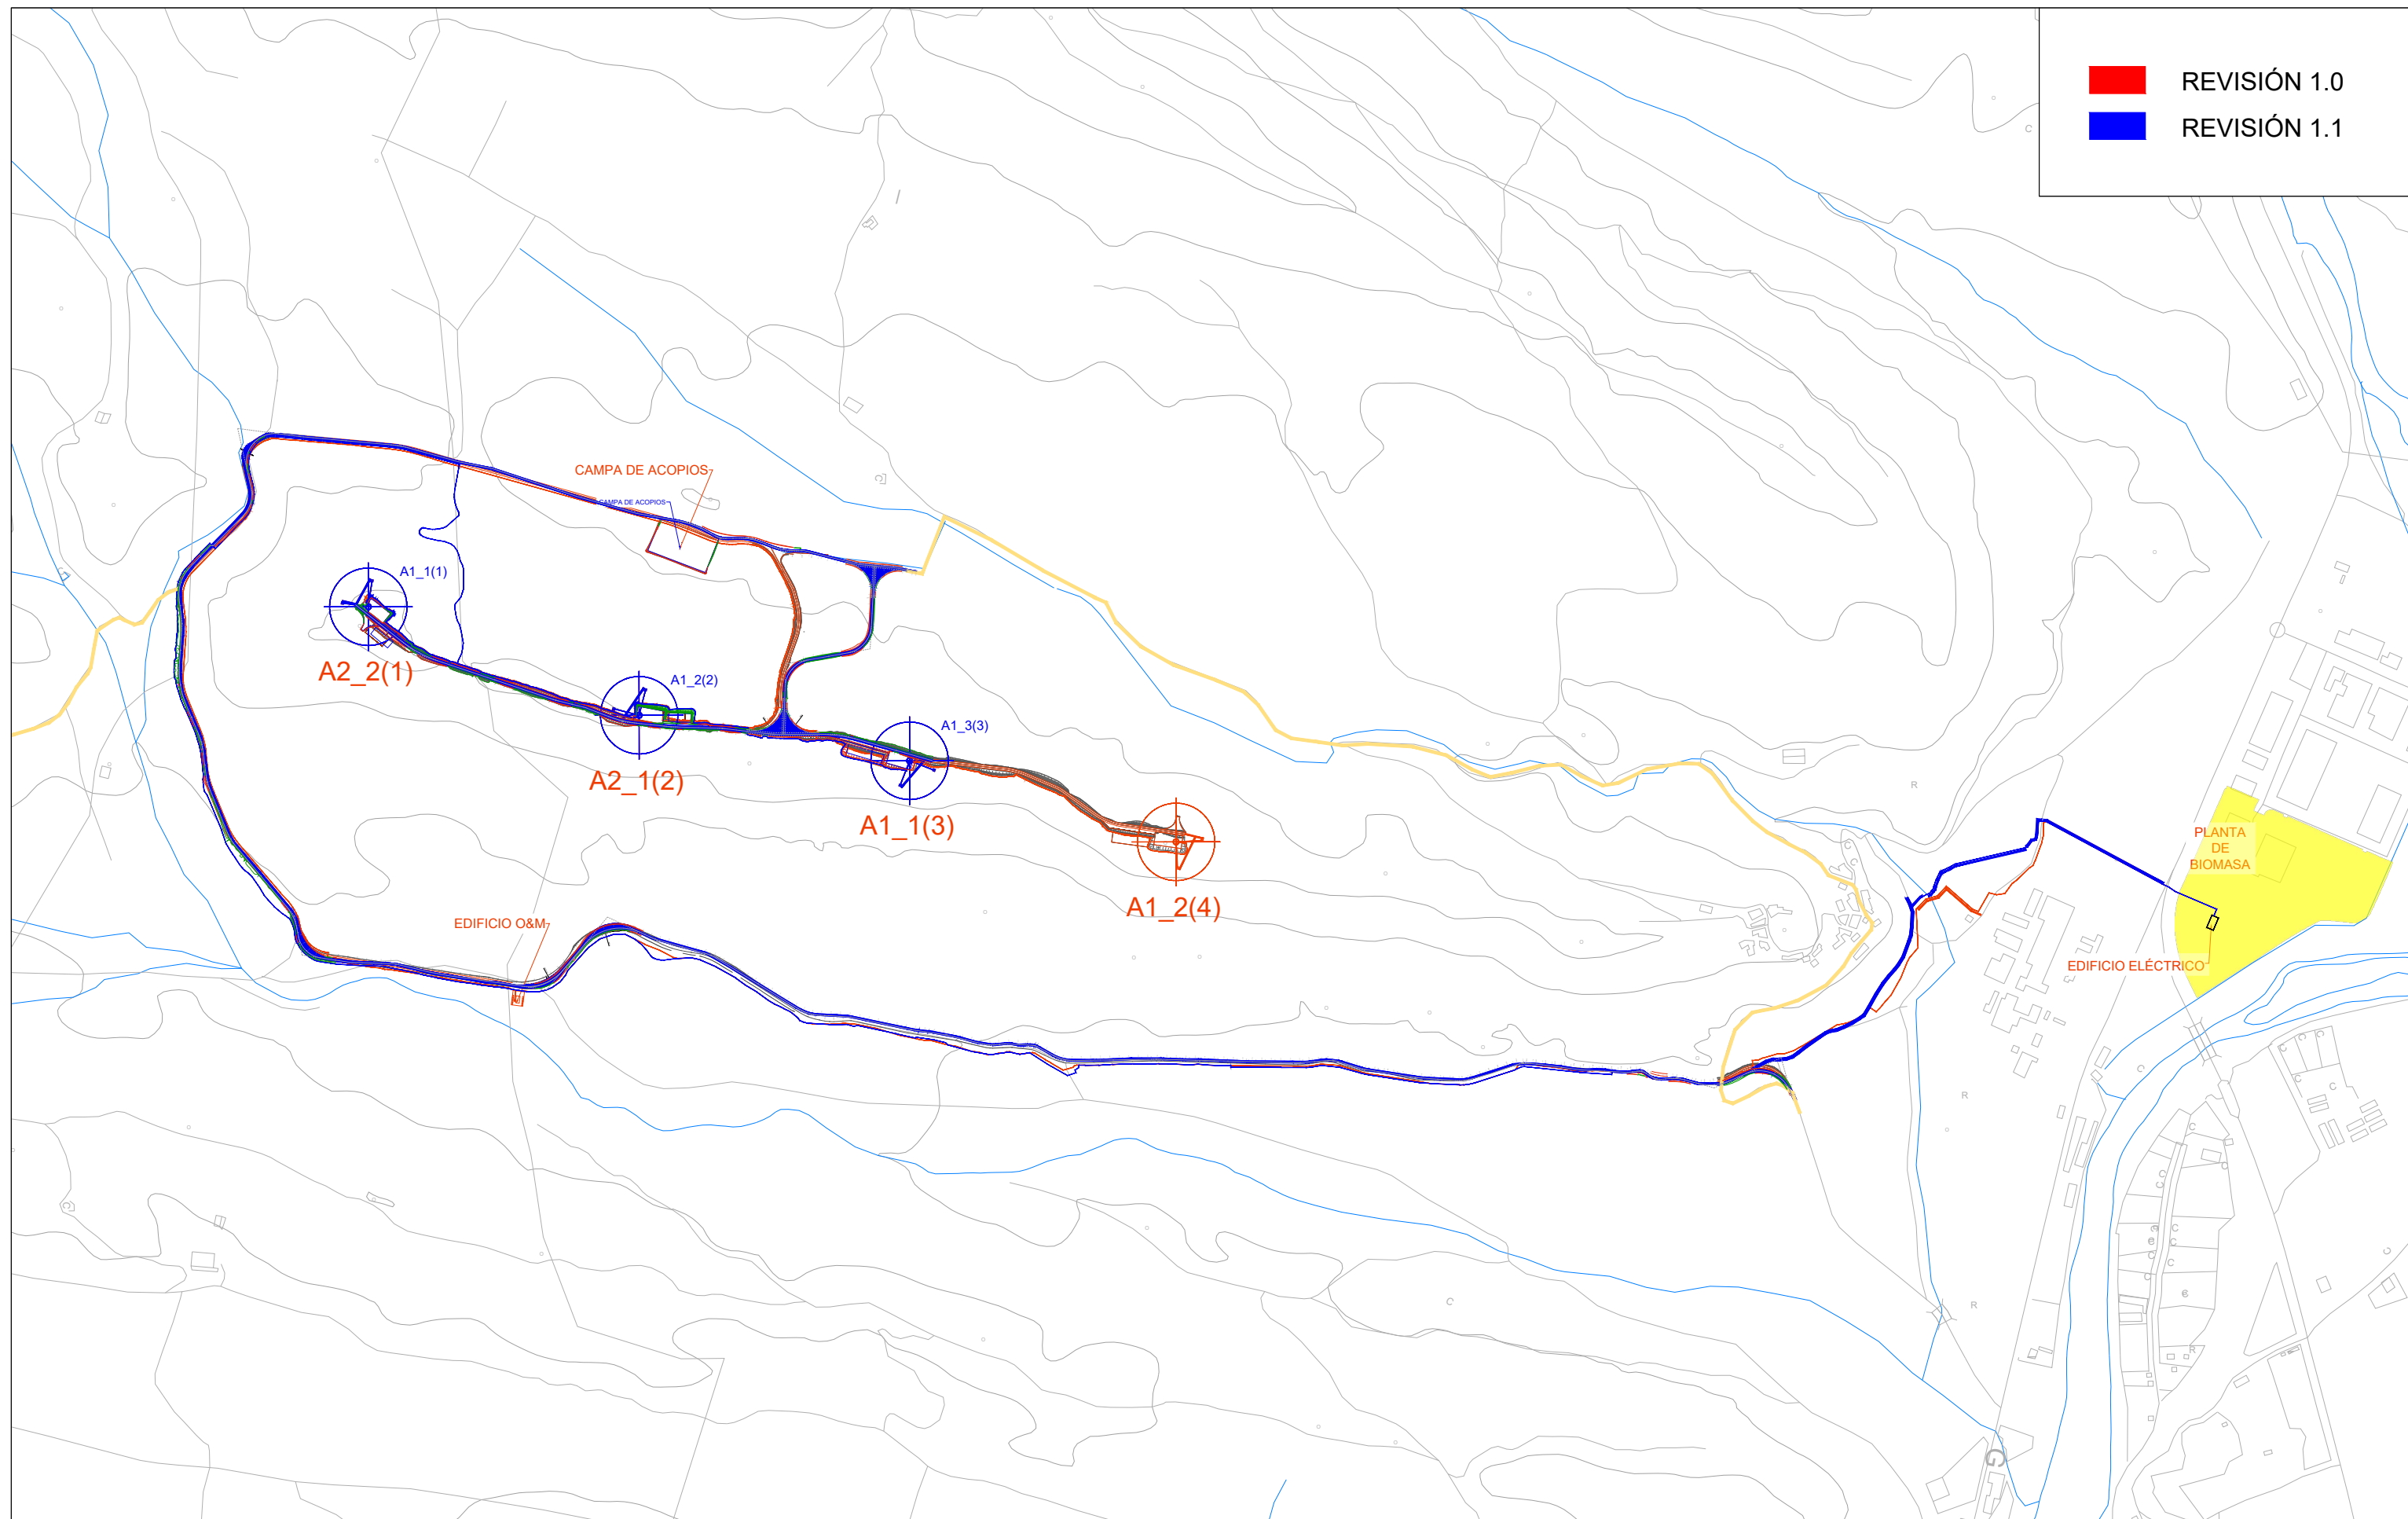 REVISIÓN 1.0
REVISIÓN 1.1
CAMPA DE ACOPIOS
CAMPA DE ACOPIOS
A1_1(1)
A2_2(1)
A1_2(2)
A2_1(2)
A1_3(3)
A1_1(3)
A1_2(4)
PLANTA
DE
BIOMASA
EDIFICIO O&M
EDIFICIO ELÉCTRICO
C
R
R
R
R
C
C
C
C
C
C
C
C
C
C
C
C
G